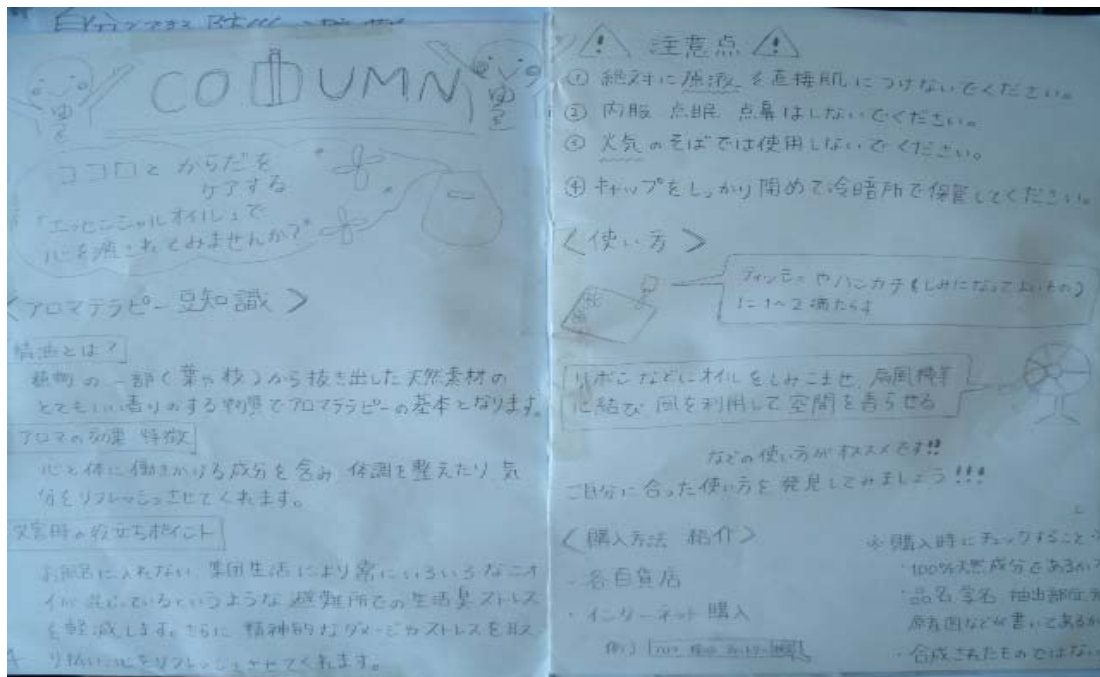 COLUMN
ココロとからだを
ケアする
「エッセンシャルオイル」で
心を癒されてみませんか？
〈アロマテラピー豆知識〉
精油とは？
植物の一部(葉や枝)から抜き出した天然素材の
とてもいい香りのする物質でアロマテラピーの基本となります。
アロマの効果 特徴
心と体に働きかける成分を含み 体調を整えたり 気
分をリフレッシュさせてくれます。
災害時の役立ちポイント
お風呂に入れない、集団生活により常にいろいろなニオ
イが混じっているというような避難所での生活臭ストレス
を軽減します。さらに 精神的なダメージやストレスを取
り払い、心をリフレッシュさせてくれます。
注意点
① 絶対に原液を直接肌につけないでください。
② 内服 点眼 点鼻はしないでください。
③ 火気のそばでは使用しないでください。
④ キャップをしっかり閉めて冷暗所で保管してください。
〈使い方〉
ティッシュやハンカチ(しみになってよいもの)
に1〜2滴たらす
リボンなどにオイルをしみこませ、扇風機等
に結び 風を利用して空間を香らせる
などの使い方がオススメです!!
ご自分に合った使い方を発見してみましょう!!!
〈購入方法 紹介〉
・各百貨店
・インターネット購入
例)
※購入時にチェックすること
・100%天然成分であるか
・品名 学名 抽出部位
原産国などが書いてあるか
・合成されたものではない